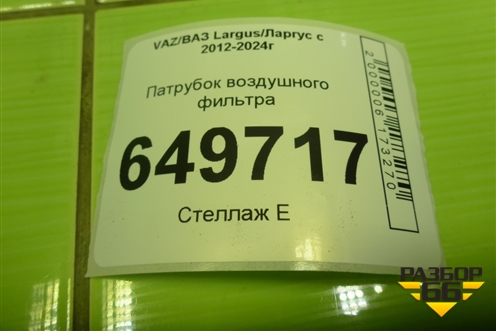 VAZ/ВАЗ Largus/Ларгус с
2012-2024г
Патрубок воздушного
фильтра
649717
Стеллаж Е
2000006173270
РАЗБОР
66